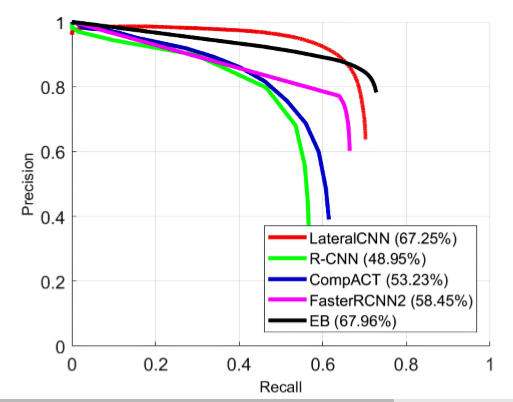 1
0.8
0.6
0.4
0.2
0
Precision
0
0.2
0.4
0.6
0.8
1
Recall
LateralCNN (67.25%)
R-CNN (48.95%)
CompACT (53.23%)
FasterRCNN2 (58.45%)
EB (67.96%)